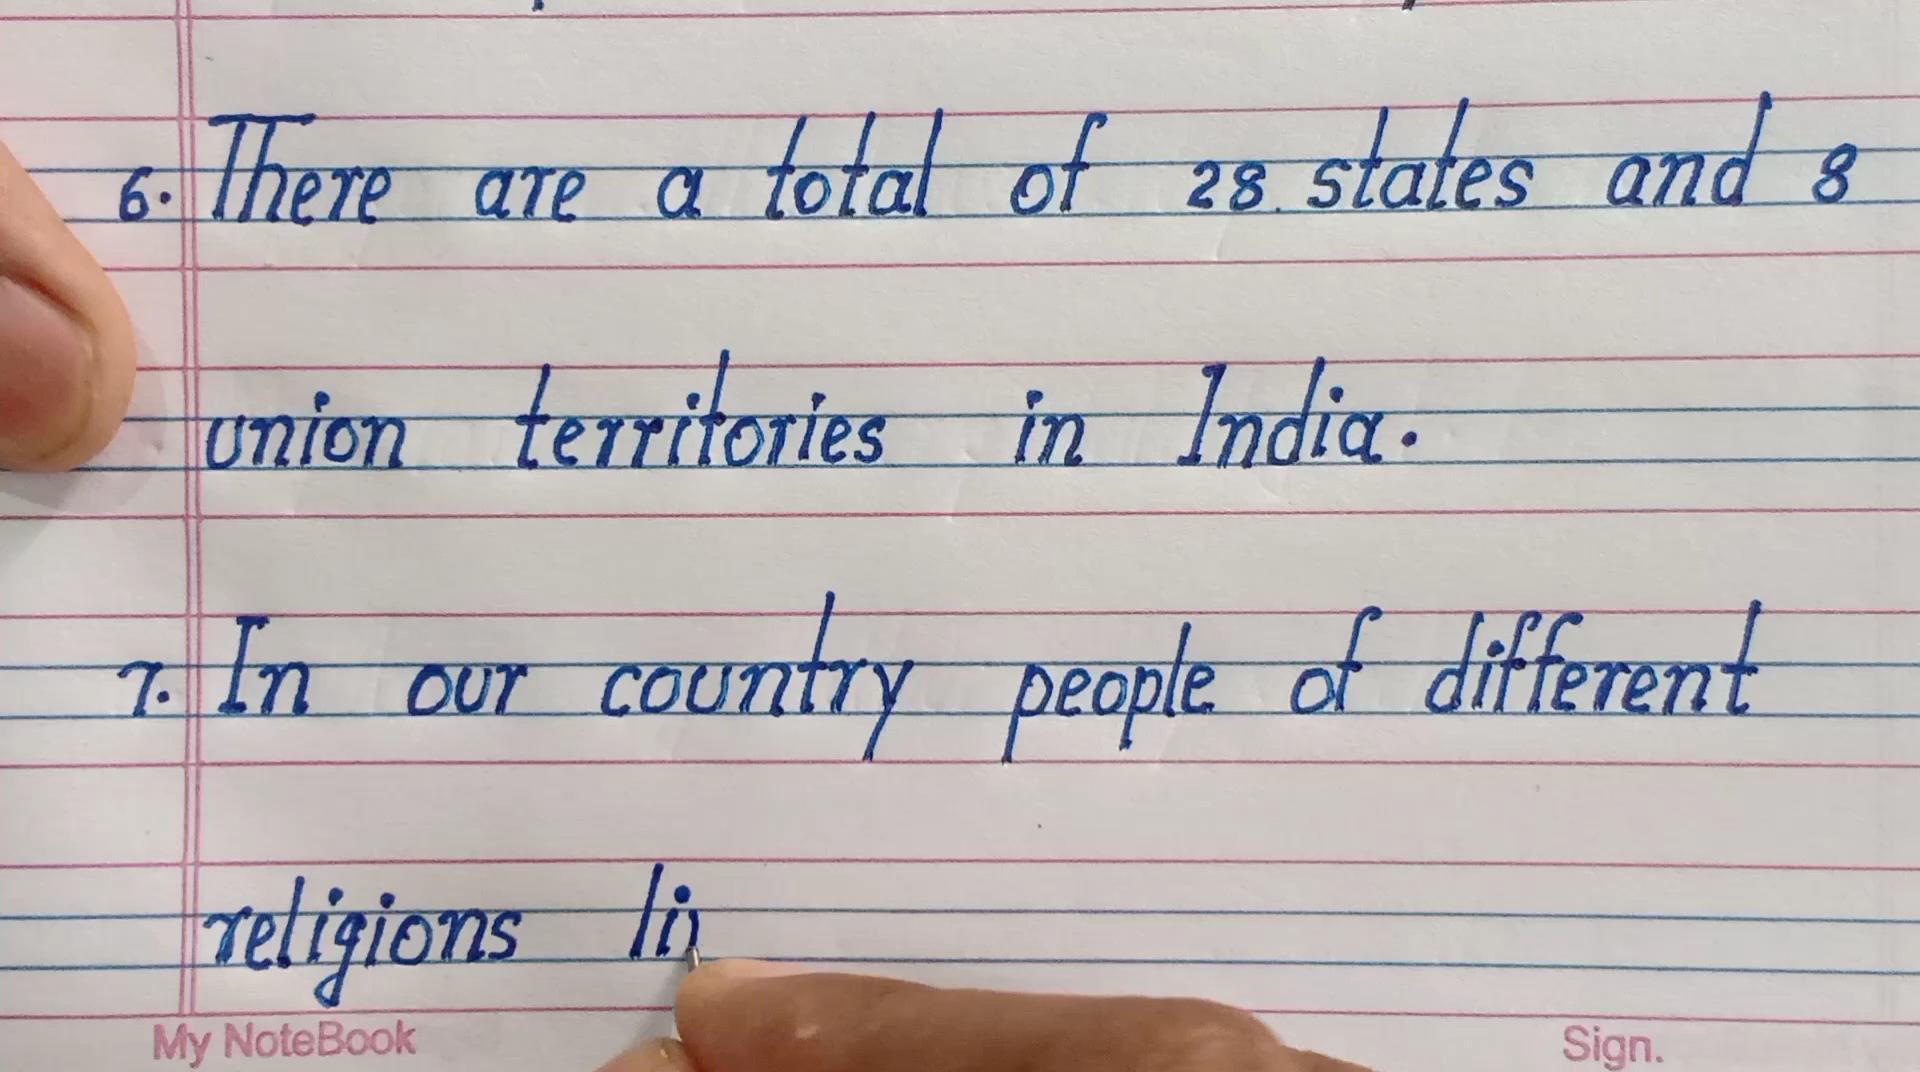 6. There are a total of 28 states and 8
union territories in India.
7. In our country people of different
religions
My NoteBook
Sign.